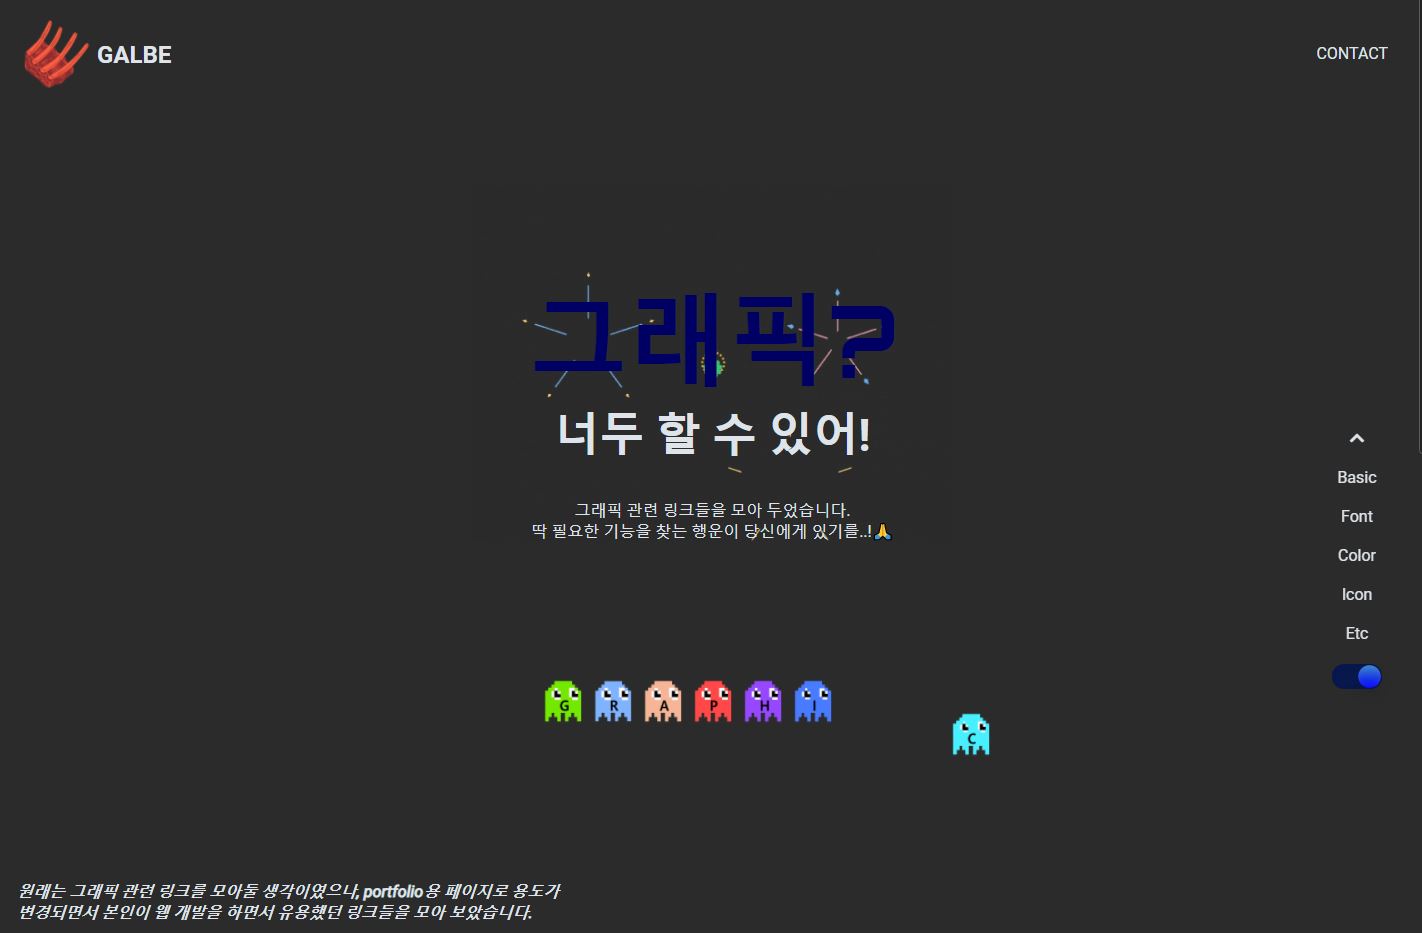 GALBE
CONTACT
그래픽?
너두 할 수 있어!
그래픽 관련 링크들을 모아 두었습니다.
딱 필요한 기능을 찾는 행운이 당신에게 있기를..!🙏
Basic
Font
Color
Icon
Etc
G R A P H I
C
원래는 그래픽 관련 링크를 모아둘 생각이였으나, portfolio용 페이지로 용도가
변경되면서 본인이 웹 개발을 하면서 유용했던 링크들을 모아 보았습니다.